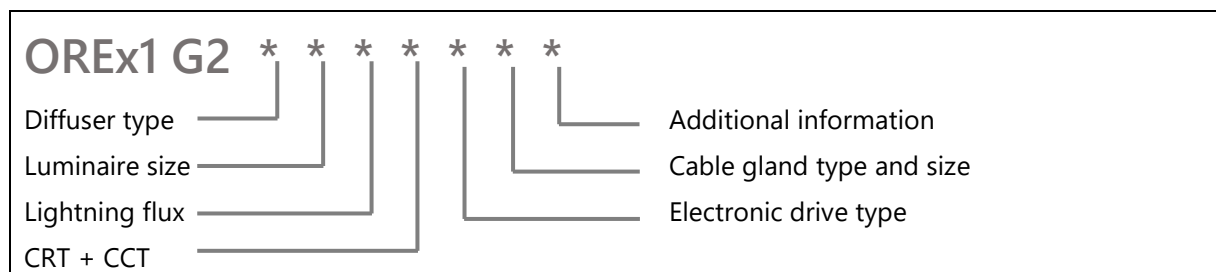 OREx1 G2 * * * * * * *
Diffuser type
Additional information
Luminaire size
Cable gland type and size
Lightning flux
Electronic drive type
CRT + CCT